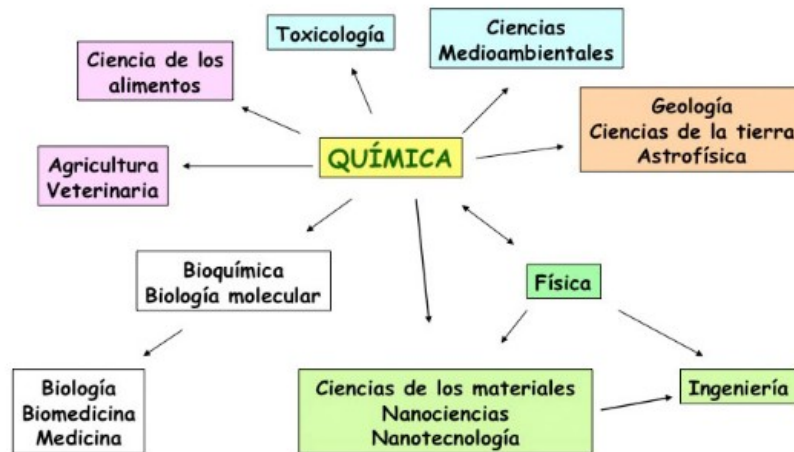 Toxicología
Ciencias
Medioambientales
Ciencia de los
alimentos
Geología
Ciencias de la tierra
Astrofísica
QUÍMICA
Agricultura
Veterinaria
Bioquímica
Biología molecular
Física
Biología
Biomedicina
Medicina
Ciencias de los materiales
Nanociencias
Nanotecnología
Ingeniería